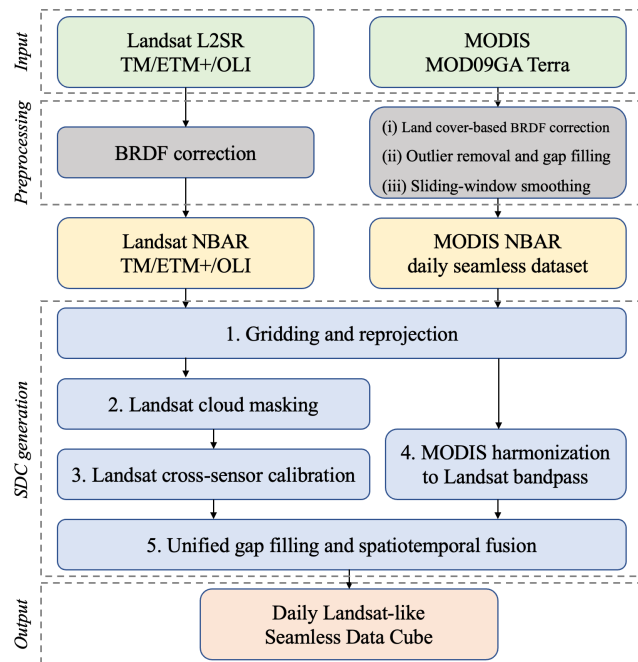 Input
Landsat L2SR
TM/ETM+/OLI
MODIS
MOD09GA Terra
Preprocessing
BRDF correction
(i) Land cover-based BRDF correction
(ii) Outlier removal and gap filling
(iii) Sliding-window smoothing
Landsat NBAR
TM/ETM+/OLI
MODIS NBAR
daily seamless dataset
SDC generation
1. Gridding and reprojection
2. Landsat cloud masking
3. Landsat cross-sensor calibration
4. MODIS harmonization
to Landsat bandpass
5. Unified gap filling and spatiotemporal fusion
Output
Daily Landsat-like
Seamless Data Cube